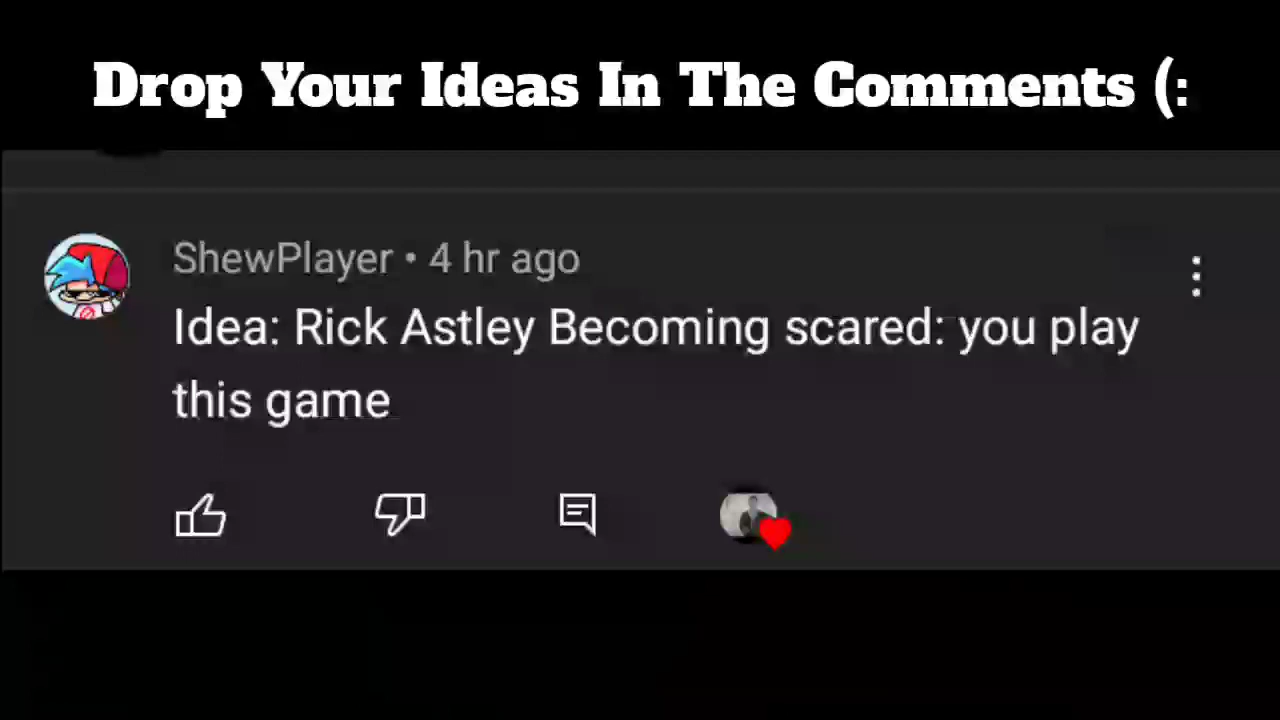 Drop Your Ideas In The Comments (:
ShewPlayer • 4 hr ago
Idea: Rick Astley Becoming scared: you play
this game